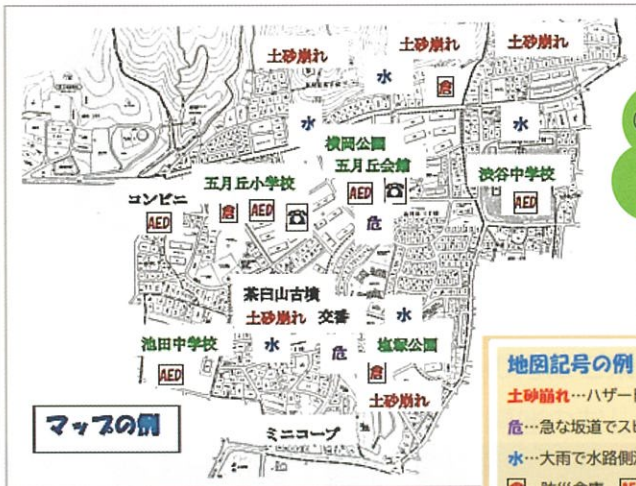 土砂崩れ 土砂崩れ 土砂崩れ
水
倉
水 水
横岡公園
五月丘会館
渋谷中学校
五月丘小学校
コンビニ
AED 倉 AED AED AED
危
茶臼山古墳
土砂崩れ 交番 水
池田中学校 水 危 塩塚公園
AED 倉
土砂崩れ
マップの例
ミニコープ
地図記号の例
土砂崩れ…ハザード
危…急な坂道でスピ
水…大雨で水路側